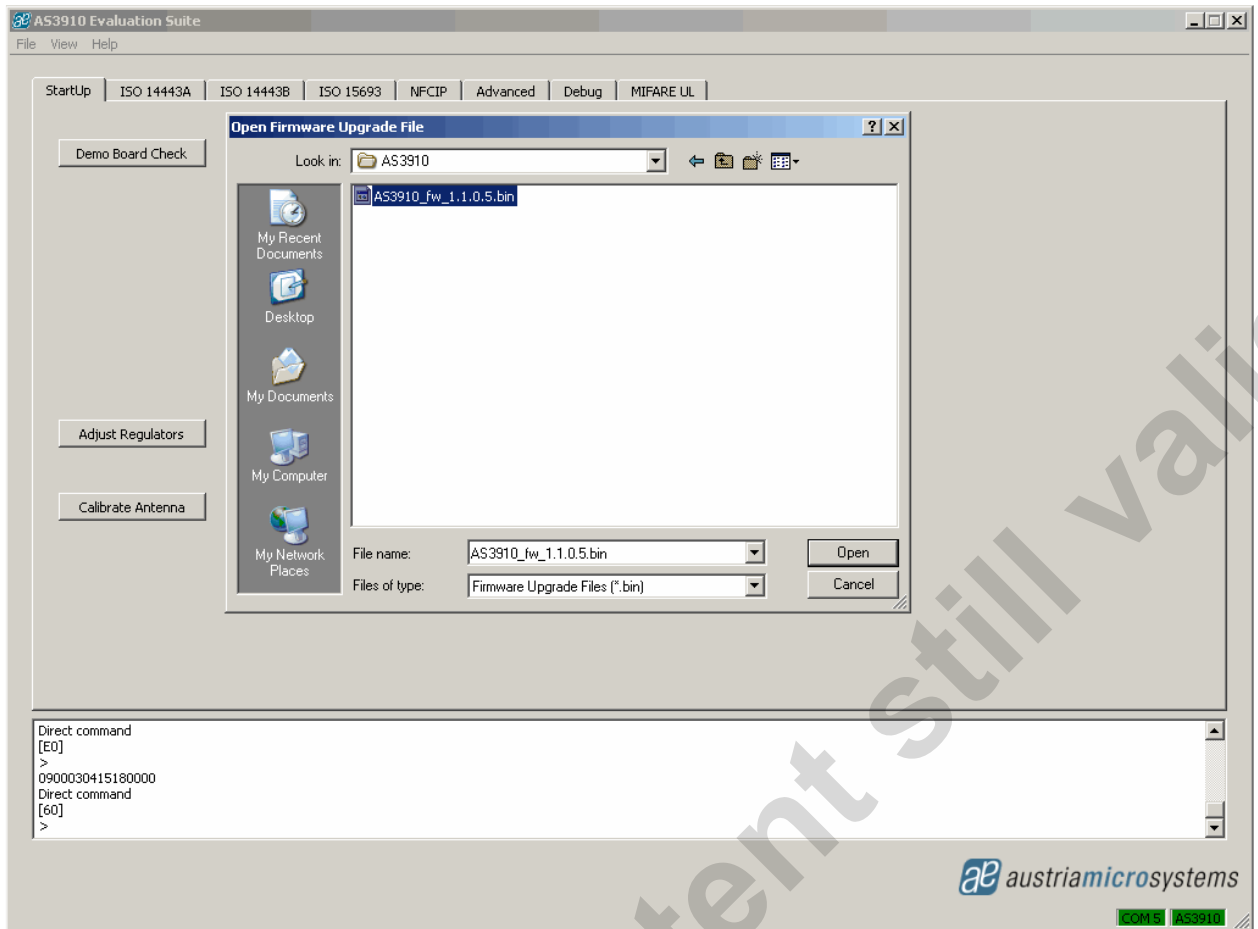 AS3910 Evaluation Suite
File View Help
StartUp ISO 14443A ISO 14443B ISO 15693 NFCIP Advanced Debug MIFARE UL
Open Firmware Upgrade File
Demo Board Check
Look in: AS3910
AS3910_fw_1.1.0.5.bin
My Recent
Documents
Desktop
My Documents
Adjust Regulators
My Computer
Calibrate Antenna
My Network
Places
File name: AS3910_fw_1.1.0.5.bin Open
Files of type: Firmware Upgrade Files (*.bin) Cancel
Direct command
[E0]
>
0900030415180000
Direct command
[60]
>
austriamicrosystems
COM 5 AS3910
tent still valid